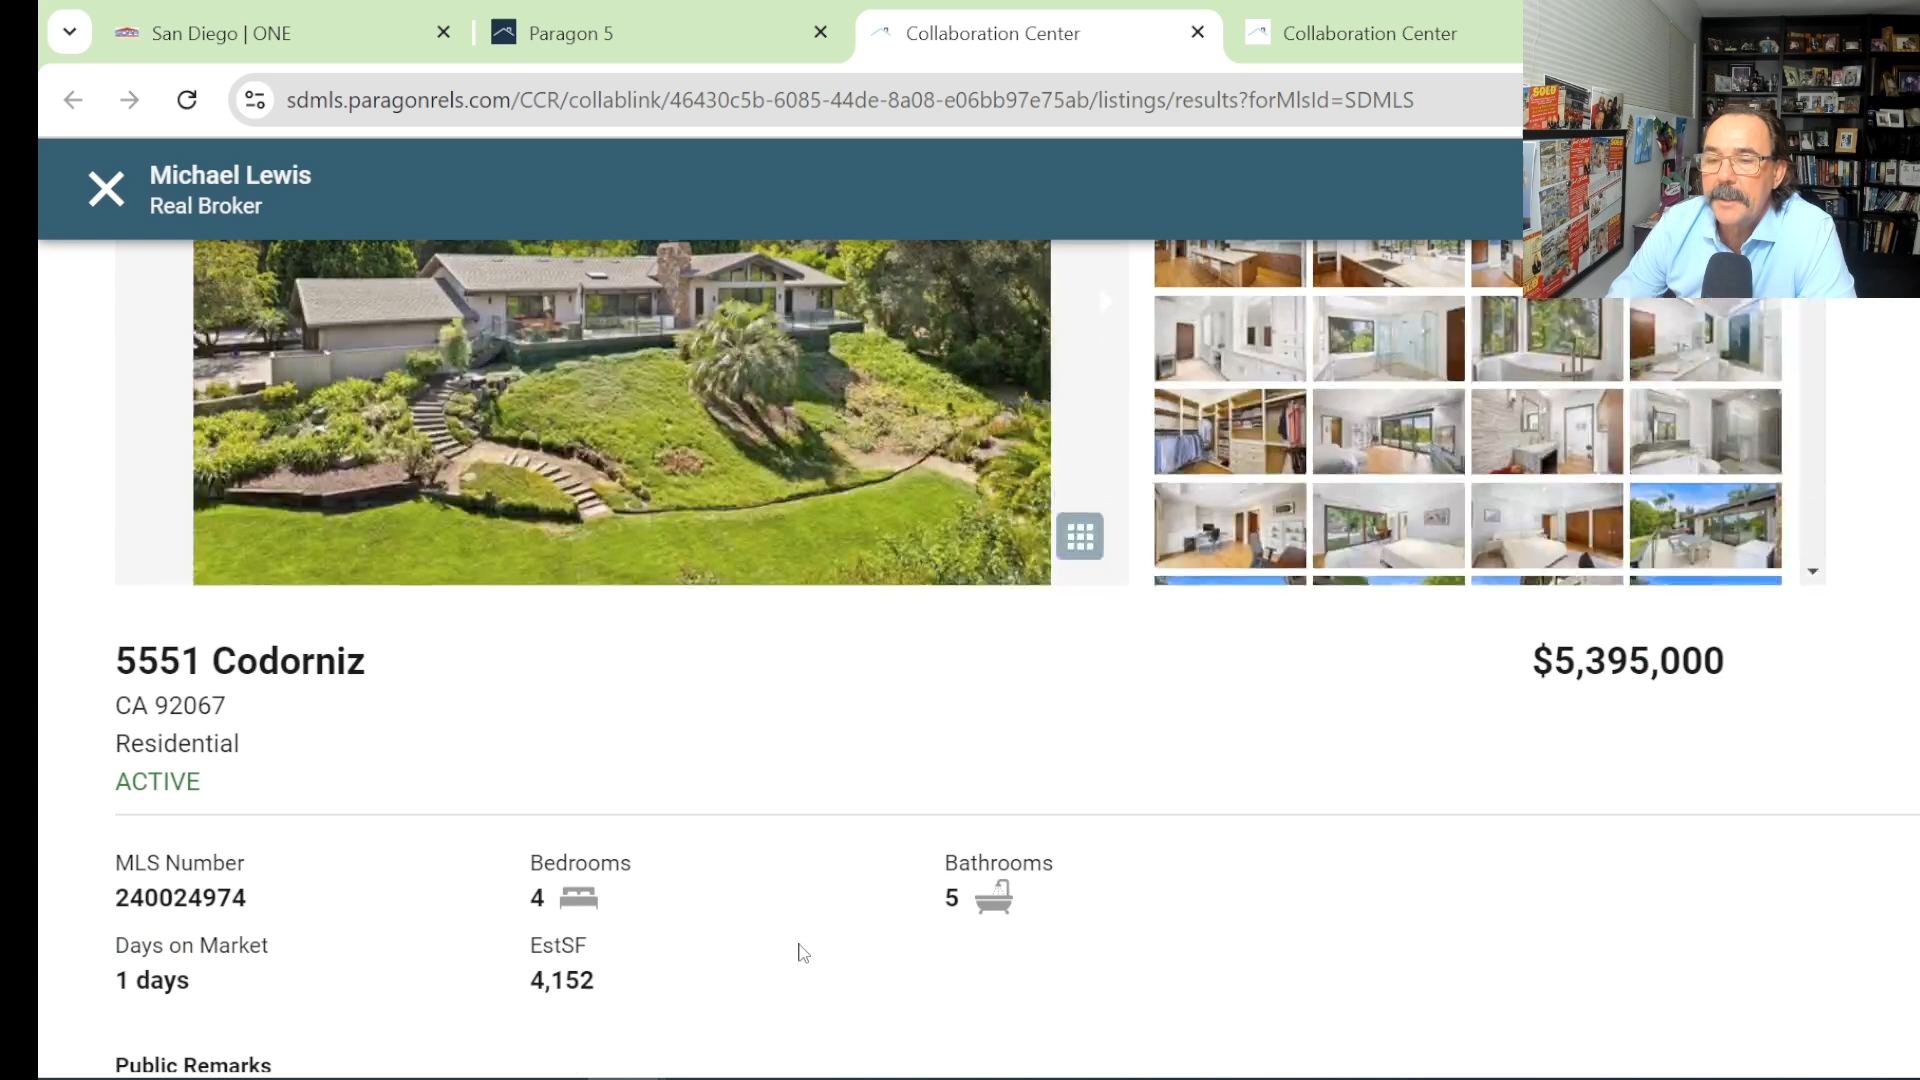 San Diego | ONE
Paragon 5
Collaboration Center
Collaboration Center
sdmls.paragonrels.com/CCR/collablink/46430c5b-6085-44de-8a08-e06bb97e75ab/listings/results?forMlsId=SDMLS
Michael Lewis
Real Broker
SOLD
5551 Codorniz
$5,395,000
CA 92067
Residential
ACTIVE
MLS Number
Bedrooms
Bathrooms
240024974
4
5
Days on Market
EstSF
1 days
4,152
Public Remarks